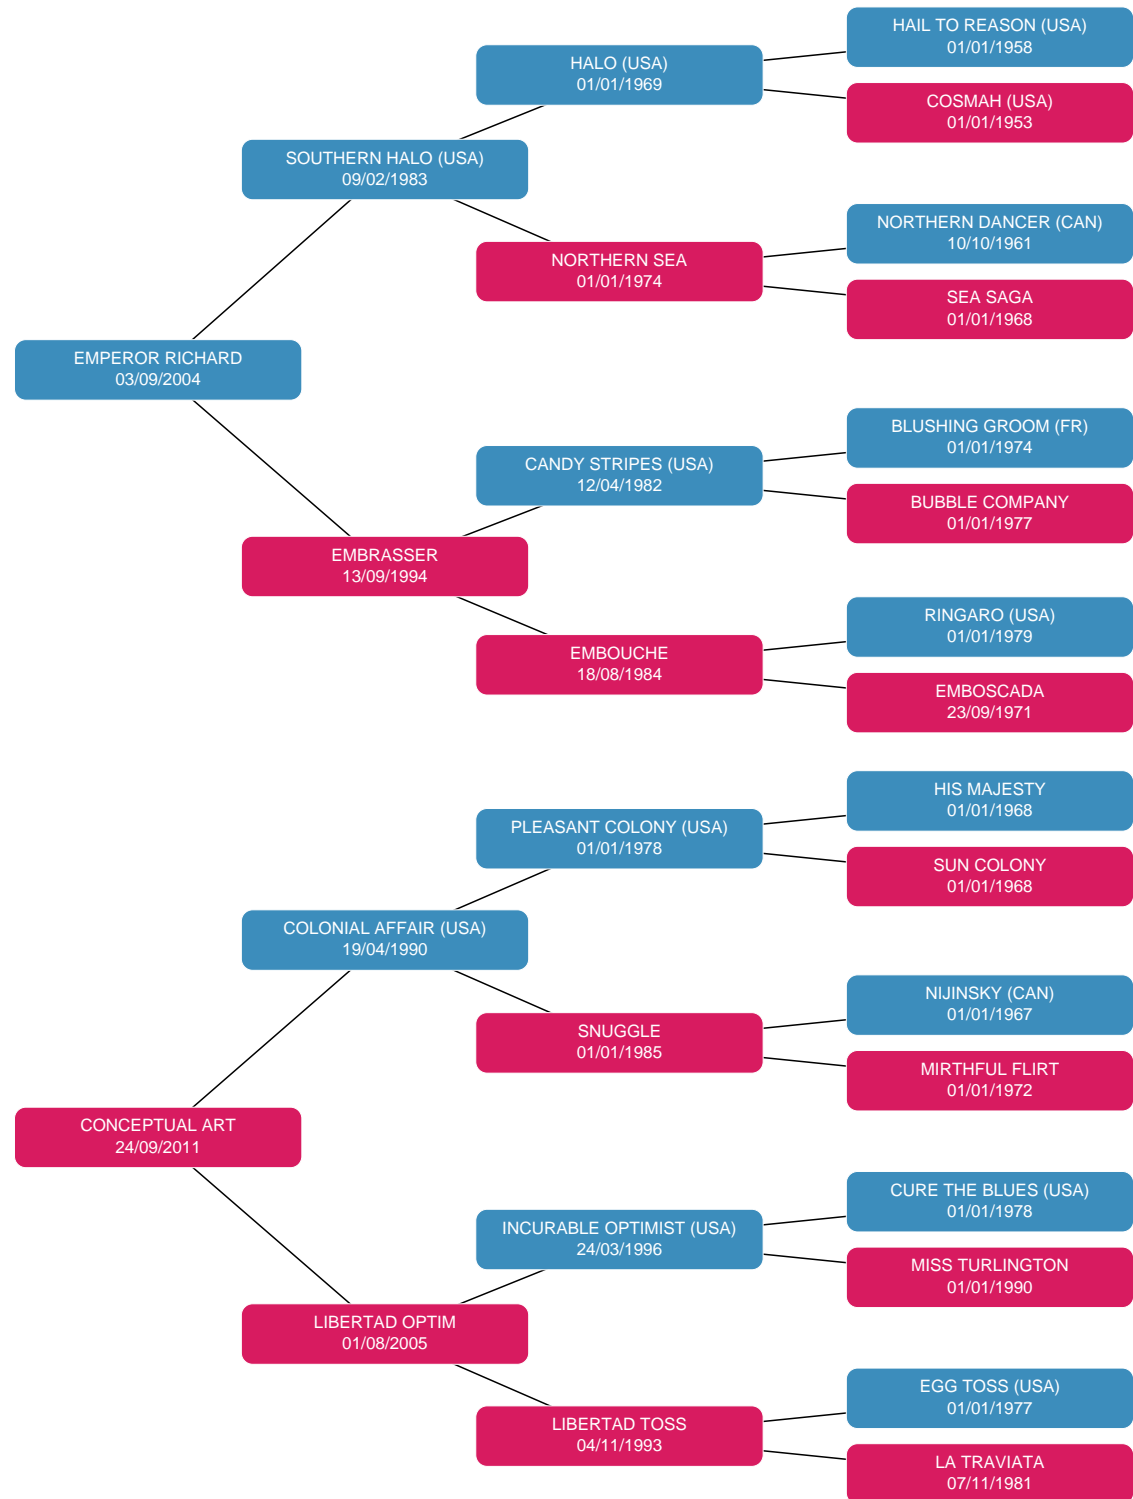 HAIL TO REASON (USA)
01/01/1958
HALO (USA)
01/01/1969
COSMAH (USA)
01/01/1953
SOUTHERN HALO (USA)
09/02/1983
NORTHERN DANCER (CAN)
10/10/1961
NORTHERN SEA
01/01/1974
SEA SAGA
01/01/1968
EMPEROR RICHARD
03/09/2004
BLUSHING GROOM (FR)
01/01/1974
CANDY STRIPES (USA)
12/04/1982
BUBBLE COMPANY
01/01/1977
EMBRASSER
13/09/1994
RINGARO (USA)
01/01/1979
EMBOUCHE
18/08/1984
EMBOSCADA
23/09/1971
HIS MAJESTY
01/01/1968
PLEASANT COLONY (USA)
01/01/1978
SUN COLONY
01/01/1968
COLONIAL AFFAIR (USA)
19/04/1990
NIJINSKY (CAN)
01/01/1967
SNUGGLE
01/01/1985
MIRTHFUL FLIRT
01/01/1972
CONCEPTUAL ART
24/09/2011
CURE THE BLUES (USA)
01/01/1978
INCURABLE OPTIMIST (USA)
24/03/1996
MISS TURLINGTON
01/01/1990
LIBERTAD OPTIM
01/08/2005
EGG TOSS (USA)
01/01/1977
LIBERTAD TOSS
04/11/1993
LA TRAVIATA
07/11/1981